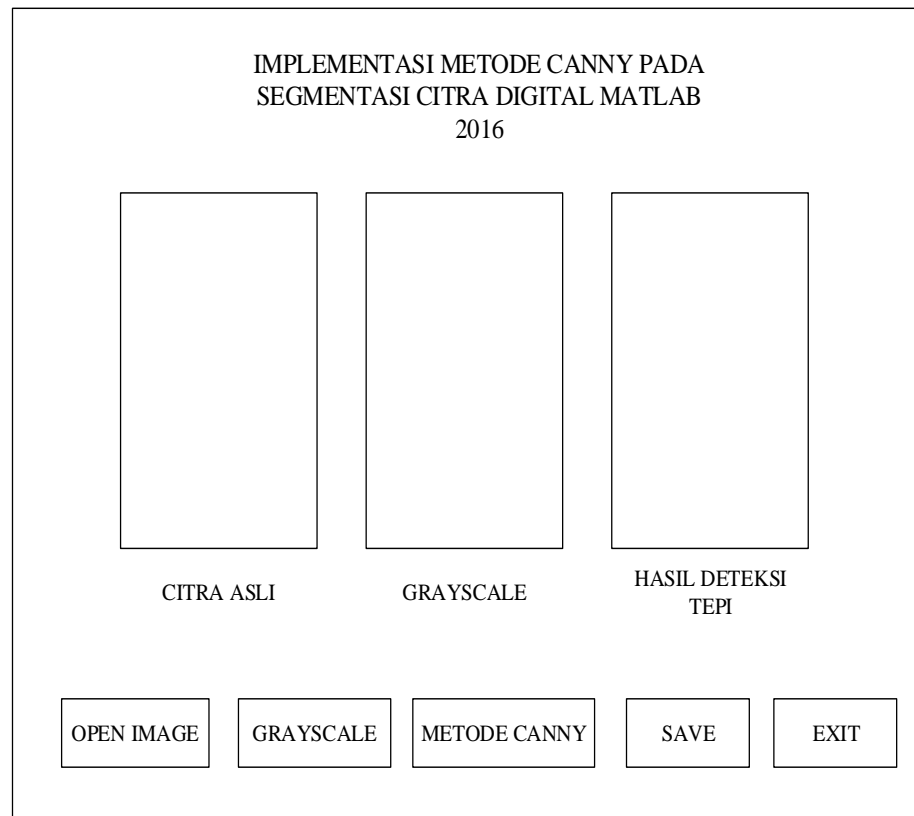 IMPLEMENTASI METODE CANNY PADA
SEGMENTASI CITRA DIGITAL MATLAB
2016
CITRA ASLI
GRAYSCALE
HASIL DETEKSI
TEPI
OPEN IMAGE
GRAYSCALE
METODE CANNY
SAVE
EXIT